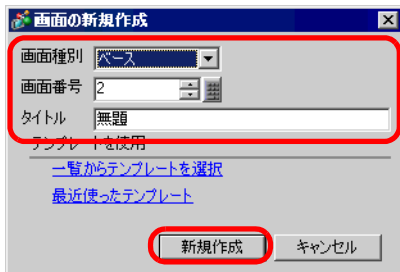 画面の新規作成
画面種別 ベース
画面番号 2
タイトル 無題
テンプレートを使用
一覧からテンプレートを選択
最近使ったテンプレート
新規作成 キャンセル